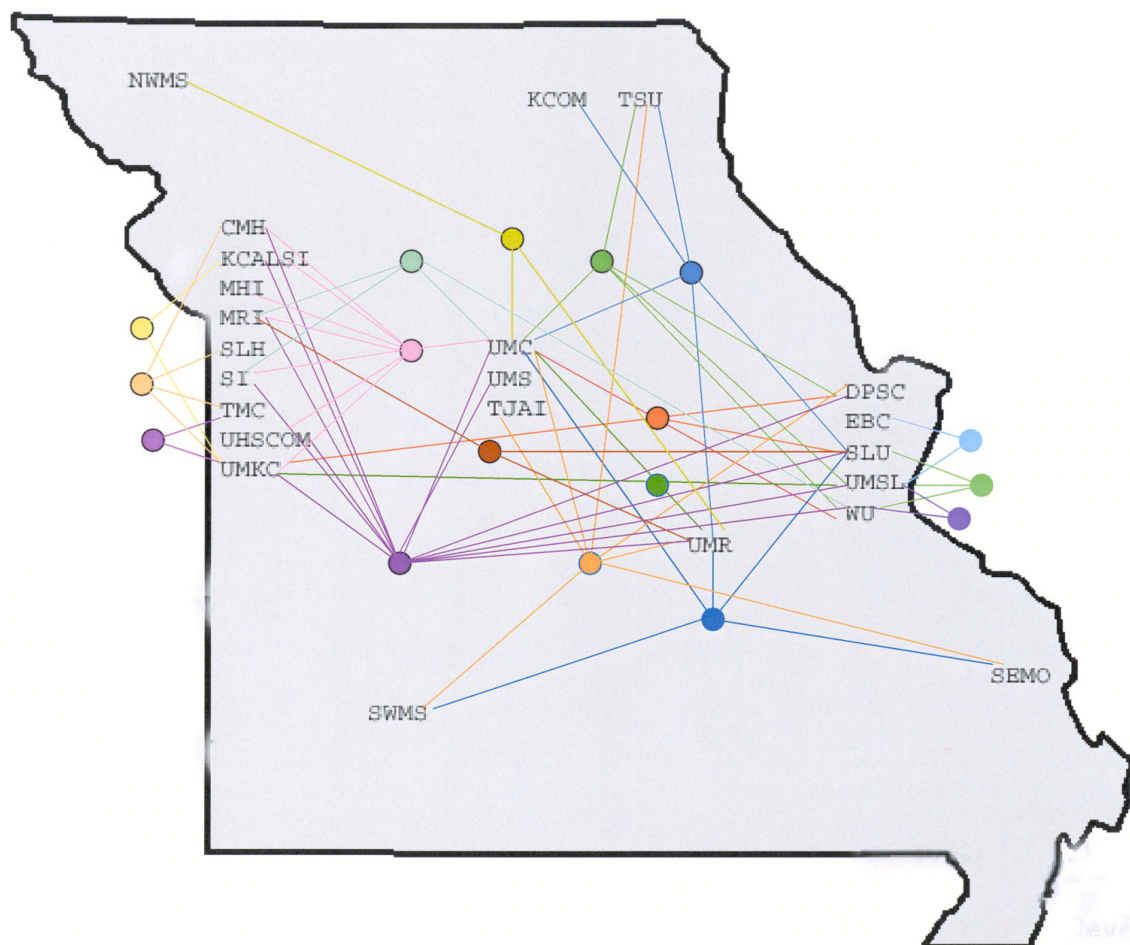 NWMS
KCOM TSU
CMH
KCALSI
MHI
MRI
SLH
SI
TMC
UHSCOM
UMKC
UMC
UMS
TJAI
DPSC
EBC
SLU
UMSL
WU
UMR
SEMO
SWMS